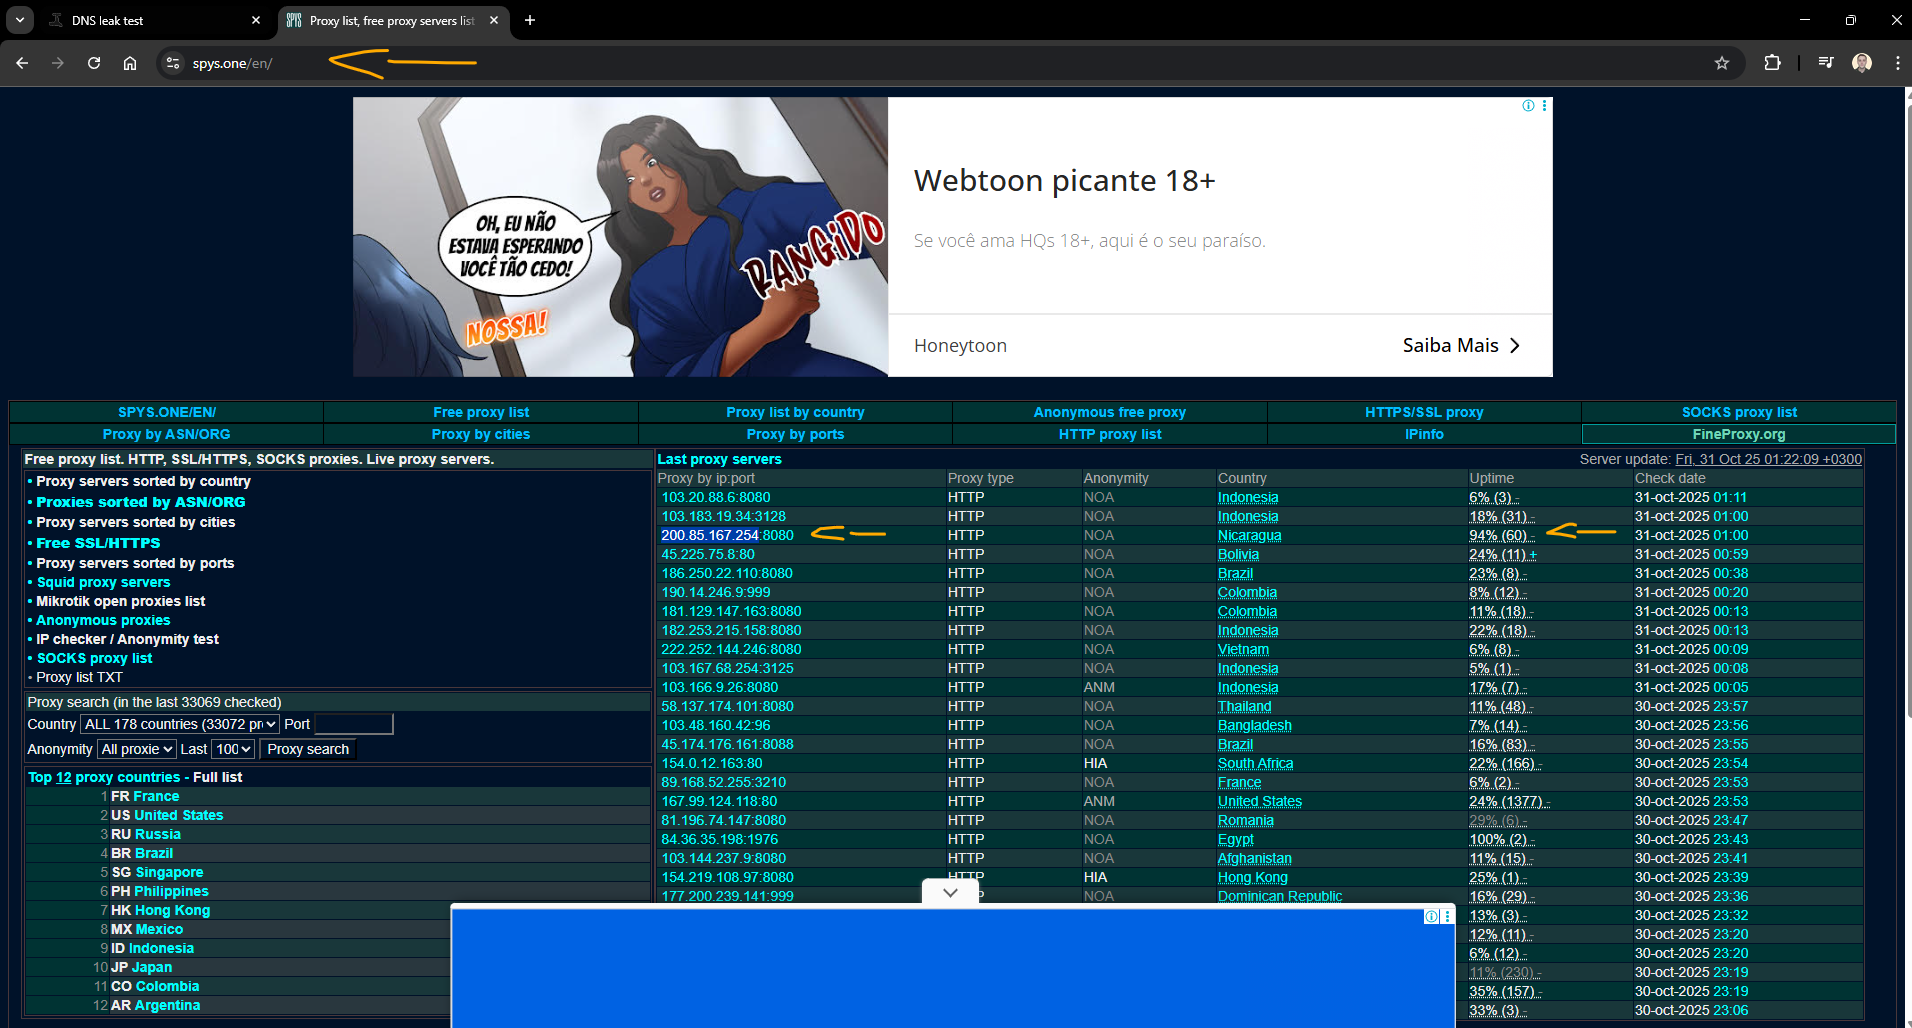 DNS leak test
Proxy list, free proxy servers list
spys.one/en/
OH, EU NÃO
ESTAVA ESPERANDO
VOCÊ TÃO CEDO!
NOSSA!
RANGIDO
Webtoon picante 18+
Se você ama HQs 18+, aqui é o seu paraíso.
Honeytoon
Saiba Mais
SPYS.ONE/EN/ Free proxy list Proxy list by country Anonymous free proxy HTTPS/SSL proxy SOCKS proxy list
Proxy by ASN/ORG Proxy by cities Proxy by ports HTTP proxy list IPinfo FineProxy.org
Free proxy list. HTTP, SSL/HTTPS, SOCKS proxies. Live proxy servers.
• Proxy servers sorted by country
• Proxies sorted by ASN/ORG
• Proxy servers sorted by cities
• Free SSL/HTTPS
• Proxy servers sorted by ports
• Squid proxy servers
• Mikrotik open proxies list
• Anonymous proxies
• IP checker / Anonymity test
• SOCKS proxy list
• Proxy list TXT
Proxy search (in the last 33069 checked)
Country ALL 178 countries (33072 pr Port
Anonymity All proxie Last 100 Proxy search
Top 12 proxy countries - Full list
1 FR France
2 US United States
3 RU Russia
4 BR Brazil
5 SG Singapore
6 PH Philippines
7 HK Hong Kong
8 MX Mexico
9 ID Indonesia
10 JP Japan
11 CO Colombia
12 AR Argentina
Last proxy servers Server update: Fri, 31 Oct 25 01:22:09 +0300
Proxy by ip:port Proxy type Anonymity Country Uptime Check date
103.20.88.6:8080 HTTP NOA Indonesia 6% (3) - 31-oct-2025 01:11
103.183.19.34:3128 HTTP NOA Indonesia 18% (31) - 31-oct-2025 01:00
200.85.167.254:8080 HTTP NOA Nicaragua 94% (60) - 31-oct-2025 01:00
45.225.75.8:80 HTTP NOA Bolivia 24% (11) + 31-oct-2025 00:59
186.250.22.110:8080 HTTP NOA Brazil 23% (8) - 31-oct-2025 00:38
190.14.246.9:999 HTTP NOA Colombia 8% (12) - 31-oct-2025 00:20
181.129.147.163:8080 HTTP NOA Colombia 11% (18) - 31-oct-2025 00:13
182.253.215.158:8080 HTTP NOA Indonesia 22% (18) - 31-oct-2025 00:13
222.252.144.246:8080 HTTP NOA Vietnam 6% (8) - 31-oct-2025 00:09
103.167.68.254:3125 HTTP NOA Indonesia 5% (1) - 31-oct-2025 00:08
103.166.9.26:8080 HTTP ANM Indonesia 17% (7) - 31-oct-2025 00:05
58.137.174.101:8080 HTTP NOA Thailand 11% (48) - 30-oct-2025 23:57
103.48.160.42:96 HTTP NOA Bangladesh 7% (14) - 30-oct-2025 23:56
45.174.176.161:8088 HTTP NOA Brazil 16% (83) - 30-oct-2025 23:55
154.0.12.163:80 HTTP HIA South Africa 22% (166) - 30-oct-2025 23:54
89.168.52.255:3210 HTTP NOA France 6% (2) - 30-oct-2025 23:53
167.99.124.118:80 HTTP ANM United States 24% (1377) - 30-oct-2025 23:53
81.196.74.147:8080 HTTP NOA Romania 29% (6) - 30-oct-2025 23:47
84.36.35.198:1976 HTTP NOA Egypt 100% (2) - 30-oct-2025 23:43
103.144.237.9:8080 HTTP NOA Afghanistan 11% (15) - 30-oct-2025 23:41
154.219.108.97:8080 HTTP HIA Hong Kong 25% (1) - 30-oct-2025 23:39
177.200.239.141:999 NOA Dominican Republic 16% (29) - 30-oct-2025 23:36
13% (3) - 30-oct-2025 23:32
12% (11) - 30-oct-2025 23:20
6% (12) - 30-oct-2025 23:20
11% (230) - 30-oct-2025 23:19
35% (157) - 30-oct-2025 23:19
33% (3) - 30-oct-2025 23:06